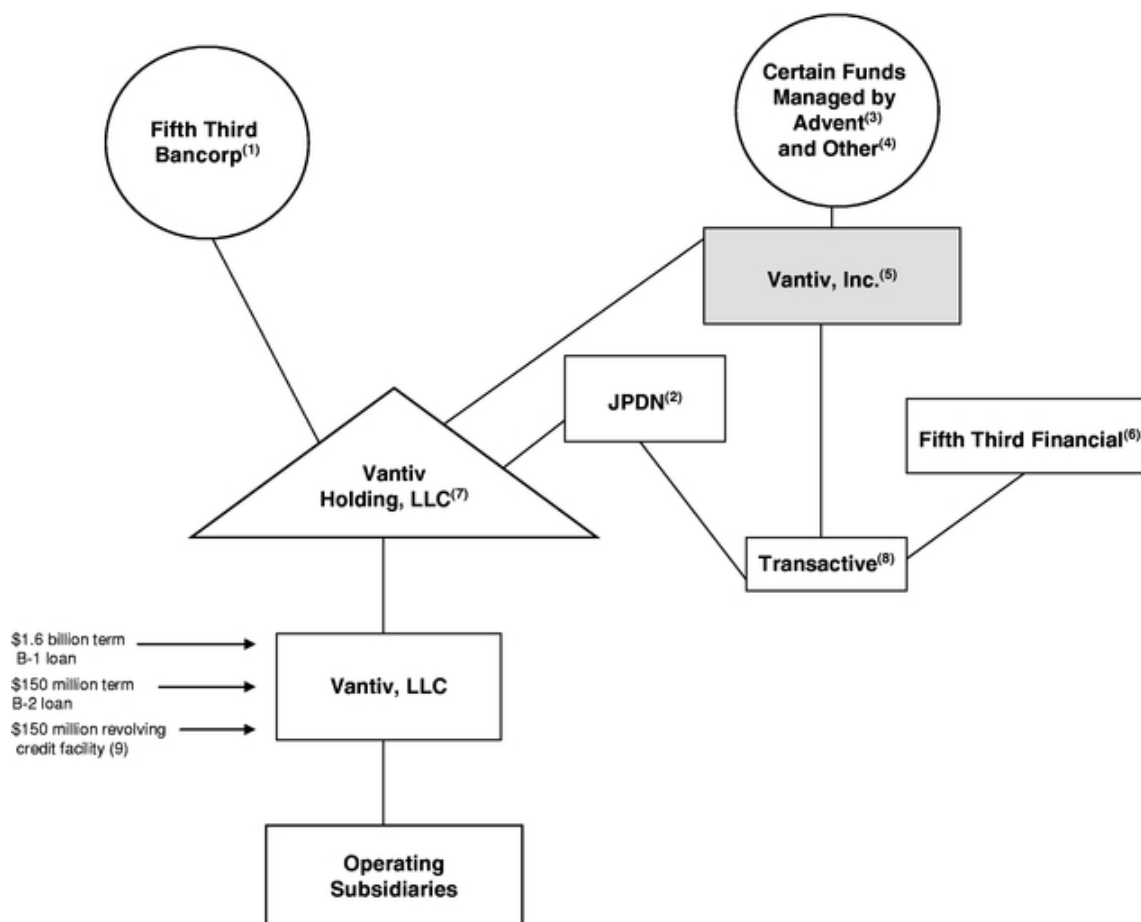 Fifth Third
Bancorp(1)
Certain Funds
Managed by
Advent(3)
and Other(4)
Vantiv, Inc.(5)
JPDN(2)
Fifth Third Financial(6)
Vantiv
Holding, LLC(7)
Transactive(8)
$1.6 billion term
B-1 loan
$150 million term
B-2 loan
$150 million revolving
credit facility (9)
Vantiv, LLC
Operating
Subsidiaries